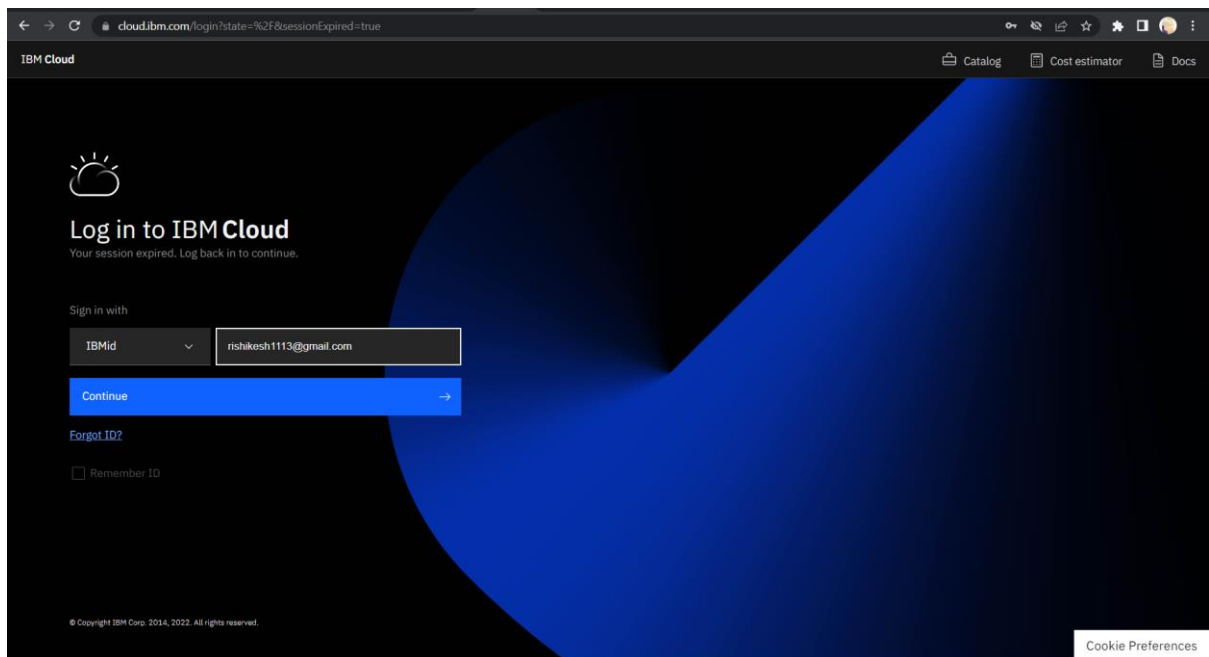 cloud.ibm.com/login?state=%2F&sessionExpired=true
IBM Cloud
Catalog
Cost estimator
Docs
Log in to IBM Cloud
Your session expired. Log back in to continue.
Sign in with
IBMid
rishikesh1113@gmail.com
Continue
Forgot ID?
Remember ID
© Copyright IBM Corp. 2014, 2022. All rights reserved.
Cookie Preferences